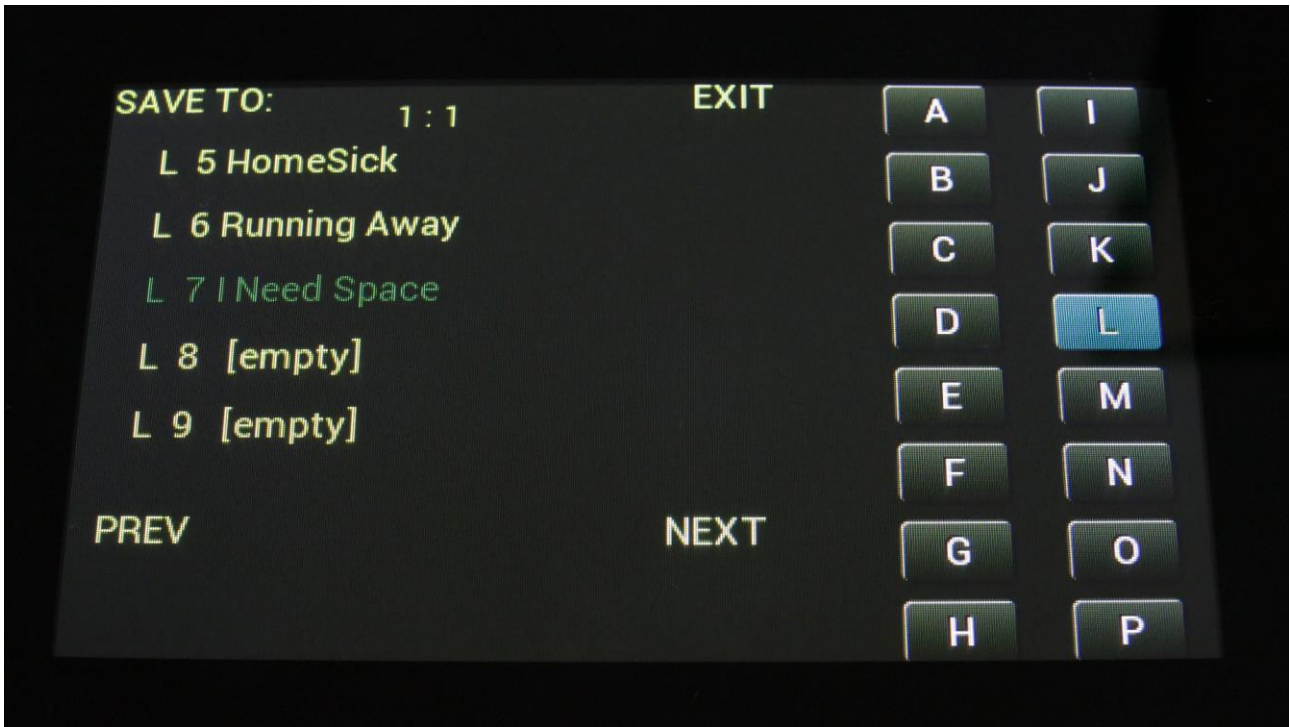 SAVE TO: 1 : 1 EXIT
L 5 HomeSick
L 6 Running Away
L 7 I Need Space
L 8 [empty]
L 9 [empty]
PREV NEXT
A I
B J
C K
D L
E M
F N
G O
H P